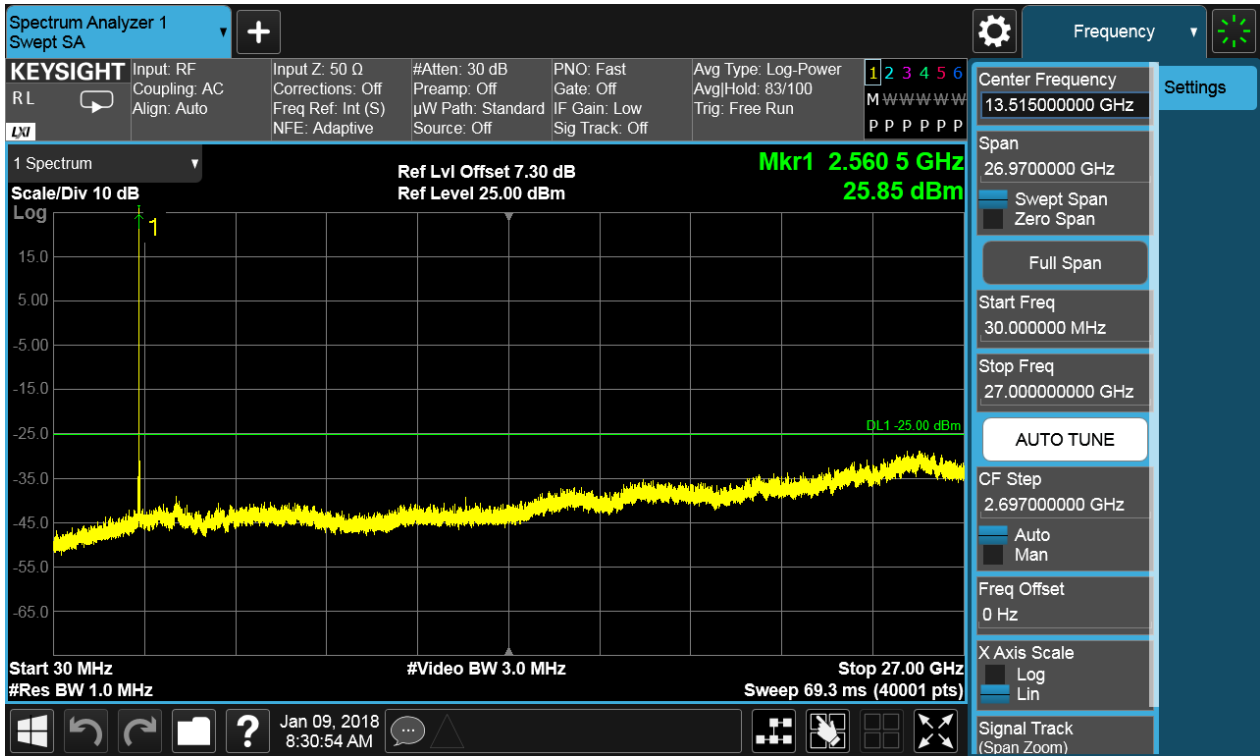 Spectrum Analyzer 1
Swept SA
+
Frequency
KEYSIGHT
R L
LXI
Input: RF
Coupling: AC
Align: Auto
Input Z: 50 Ω
Corrections: Off
Freq Ref: Int (S)
NFE: Adaptive
#Atten: 30 dB
Preamp: Off
µW Path: Standard
Source: Off
PNO: Fast
Gate: Off
IF Gain: Low
Sig Track: Off
Avg Type: Log-Power
Avg|Hold: 83/100
Trig: Free Run
1 2 3 4 5 6
M W W W W W
P P P P P P
1 Spectrum
Scale/Div 10 dB
Log
Ref Lvl Offset 7.30 dB
Ref Level 25.00 dBm
Mkr1 2.560 5 GHz
25.85 dBm
1
15.0
5.00
-5.00
-15.0
-25.0
-35.0
-45.0
-55.0
-65.0
DL1 -25.00 dBm
Start 30 MHz
#Res BW 1.0 MHz
#Video BW 3.0 MHz
Stop 27.00 GHz
Sweep 69.3 ms (40001 pts)
?
Jan 09, 2018
8:30:54 AM
Center Frequency
13.515000000 GHz
Span
26.9700000 GHz
Swept Span
Zero Span
Full Span
Start Freq
30.000000 MHz
Stop Freq
27.000000000 GHz
AUTO TUNE
CF Step
2.697000000 GHz
Auto
Man
Freq Offset
0 Hz
X Axis Scale
Log
Lin
Signal Track
(Span Zoom)
Settings